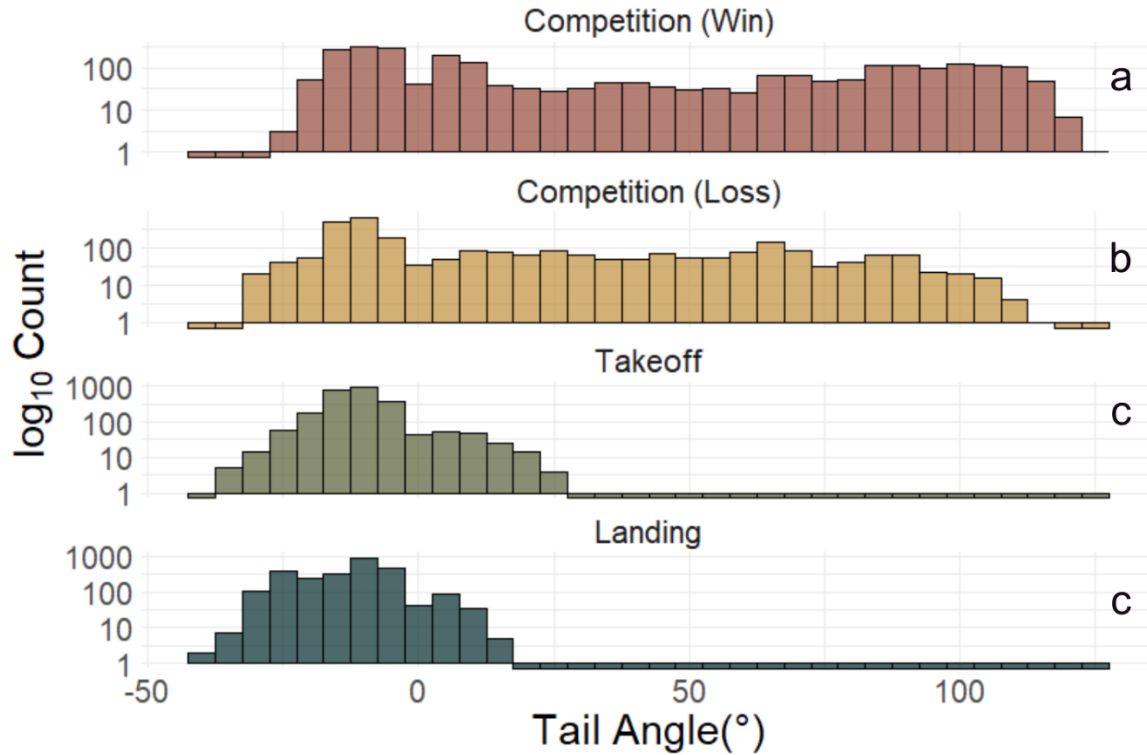 Competition (Win)
100
10
1
a
Competition (Loss)
100
10
1
b
Takeoff
1000
100
10
1
c
Landing
1000
100
10
1
c
log₁₀ Count
-50 0 50 100
Tail Angle(°)